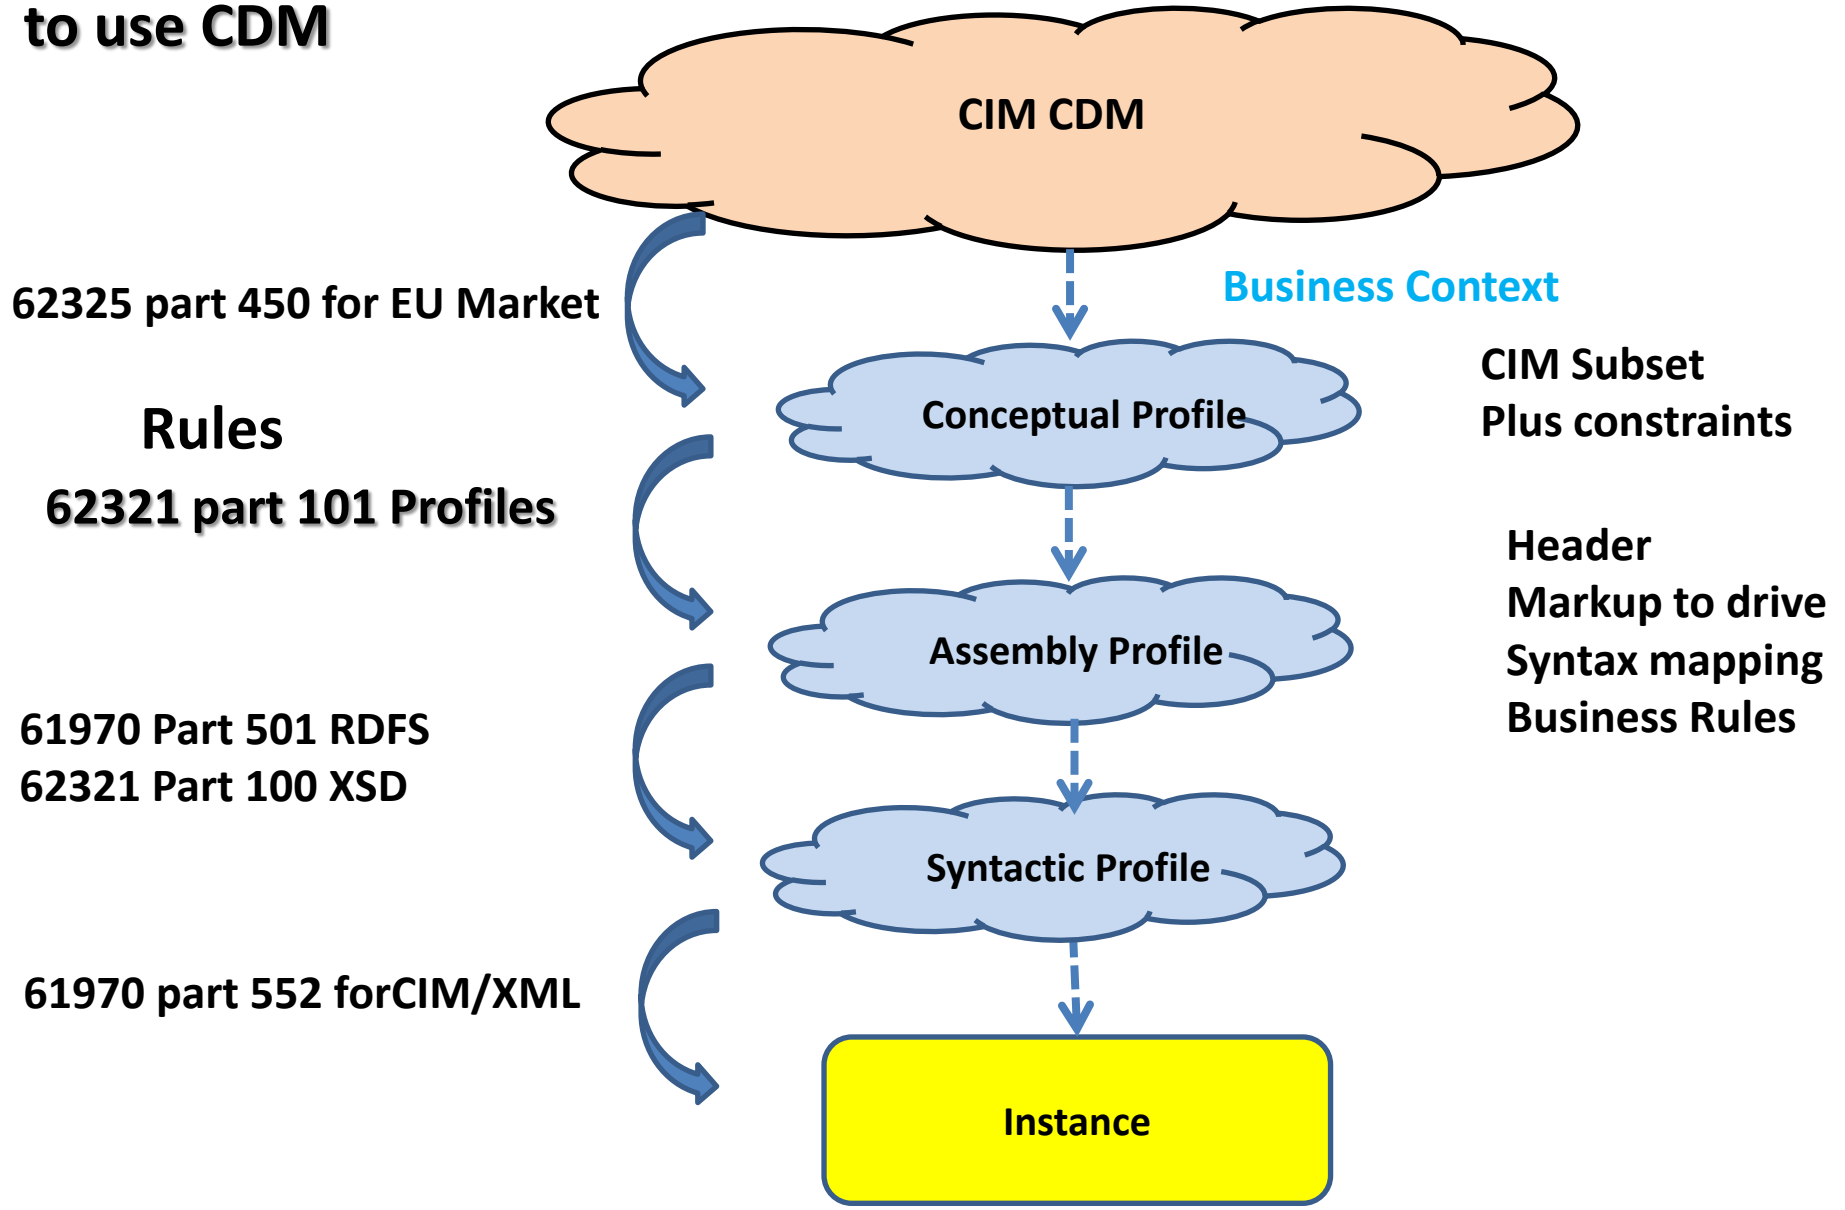 to use CDM
CIM CDM
62325 part 450 for EU Market
Business Context
Conceptual Profile
CIM Subset
Plus constraints
Rules
62321 part 101 Profiles
Header
Markup to drive
Syntax mapping
Business Rules
Assembly Profile
61970 Part 501 RDFS
62321 Part 100 XSD
Syntactic Profile
61970 part 552 forCIM/XML
Instance